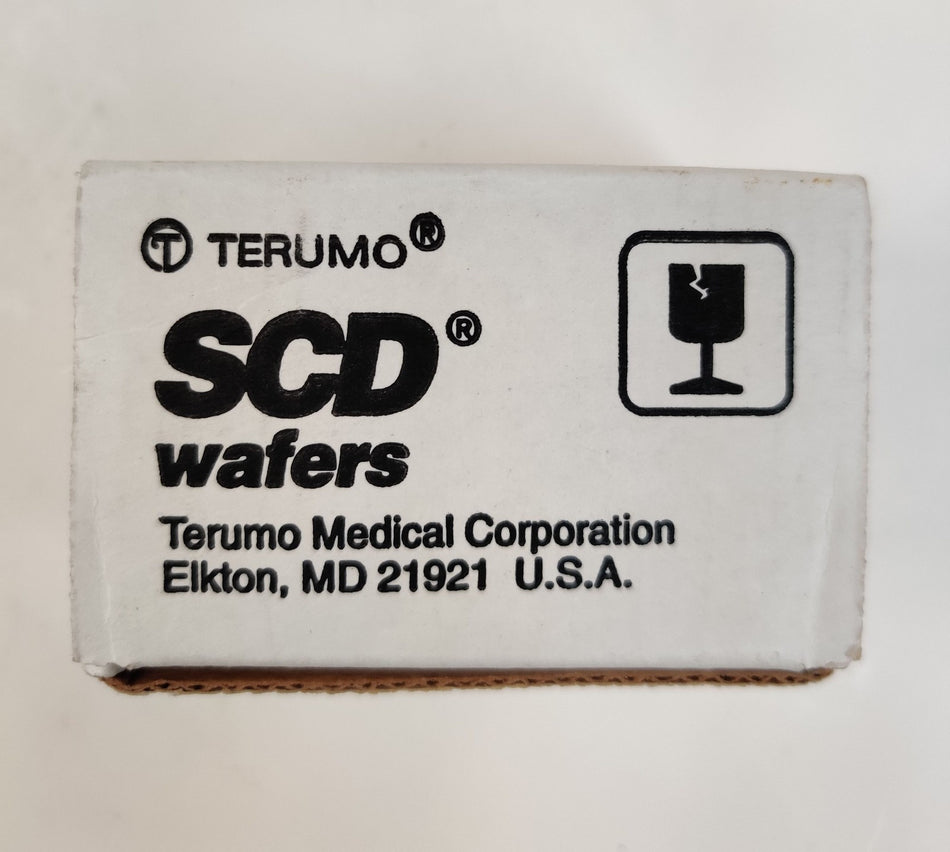 T TERUMO®
SCD®
wafers
Terumo Medical Corporation
Elkton, MD 21921 U.S.A.